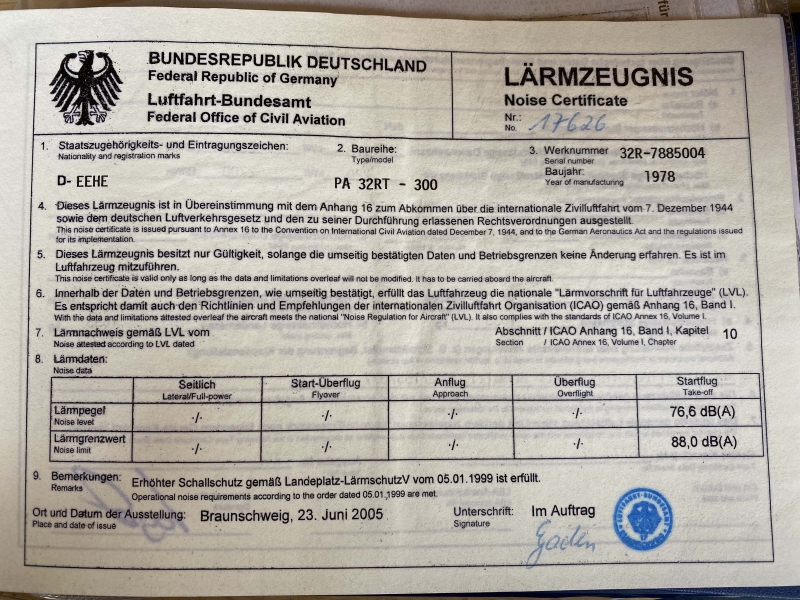 BUNDESREPUBLIK DEUTSCHLAND
Federal Republic of Germany
Luftfahrt-Bundesamt
Federal Office of Civil Aviation
LÄRMZEUGNIS
Noise Certificate
Nr.:
No.
17626
1. Staatszugehörigkeits- und Eintragungszeichen:
Nationality and registration marks
D- EEHE
2. Baureihe:
Type/model
PA 32RT - 300
3. Werknummer 32R-7885004
Serial number
Baujahr: 1978
Year of manufacturing
4. Dieses Lärmzeugnis ist in Übereinstimmung mit dem Anhang 16 zum Abkommen über die internationale Zivilluftfahrt vom 7. Dezember 1944
sowie dem deutschen Luftverkehrsgesetz und den zu seiner Durchführung erlassenen Rechtsverordnungen ausgestellt.
This noise certificate is issued pursuant to Annex 16 to the Convention on International Civil Aviation dated December 7, 1944, and to the German Aeronautics Act and the regulations issued
for its implementation.
5. Dieses Lärmzeugnis besitzt nur Gültigkeit, solange die umseitig bestätigten Daten und Betriebsgrenzen keine Änderung erfahren. Es ist im
Luftfahrzeug mitzuführen.
This noise certificate is valid only as long as the data and limitations overleaf will not be modified. It has to be carried aboard the aircraft.
6. Innerhalb der Daten und Betriebsgrenzen, wie umseitig bestätigt, erfüllt das Luftfahrzeug die nationale "Lärmvorschrift für Luftfahrzeuge" (LVL).
Es entspricht damit auch den Richtlinien und Empfehlungen der internationalen Zivilluftfahrt Organisation (ICAO) gemäß Anhang 16, Band I.
With the data and limitations attested overleaf the aircraft meets the national "Noise Regulation for Aircraft" (LVL). It also complies with the standards of ICAO Annex 16, Volume I.
7. Lärmnachweis gemäß LVL vom
Noise attested according to LVL dated
Abschnitt / ICAO Anhang 16, Band I, Kapitel 10
Section / ICAO Annex 16, Volume I, Chapter
8. Lärmdaten:
Noise data
Seitlich Start-Überflug Anflug Überflug Startflug
Lateral/Full-power Flyover Approach Overflight Take-off
Lärmpegel -/- -/- -/- -/- 76,6 dB(A)
Noise level
Lärmgrenzwert -/- -/- -/- -/- 88,0 dB(A)
Noise limit
9. Bemerkungen: Erhöhter Schallschutz gemäß Landeplatz-LärmschutzV vom 05.01.1999 ist erfüllt.
Remarks Operational noise requirements according to the order dated 05.01.1999 are met.
Ort und Datum der Ausstellung: Braunschweig, 23. Juni 2005
Place and date of issue
Unterschrift: Im Auftrag
Signature
LUFTFAHRT-BUNDESAMT